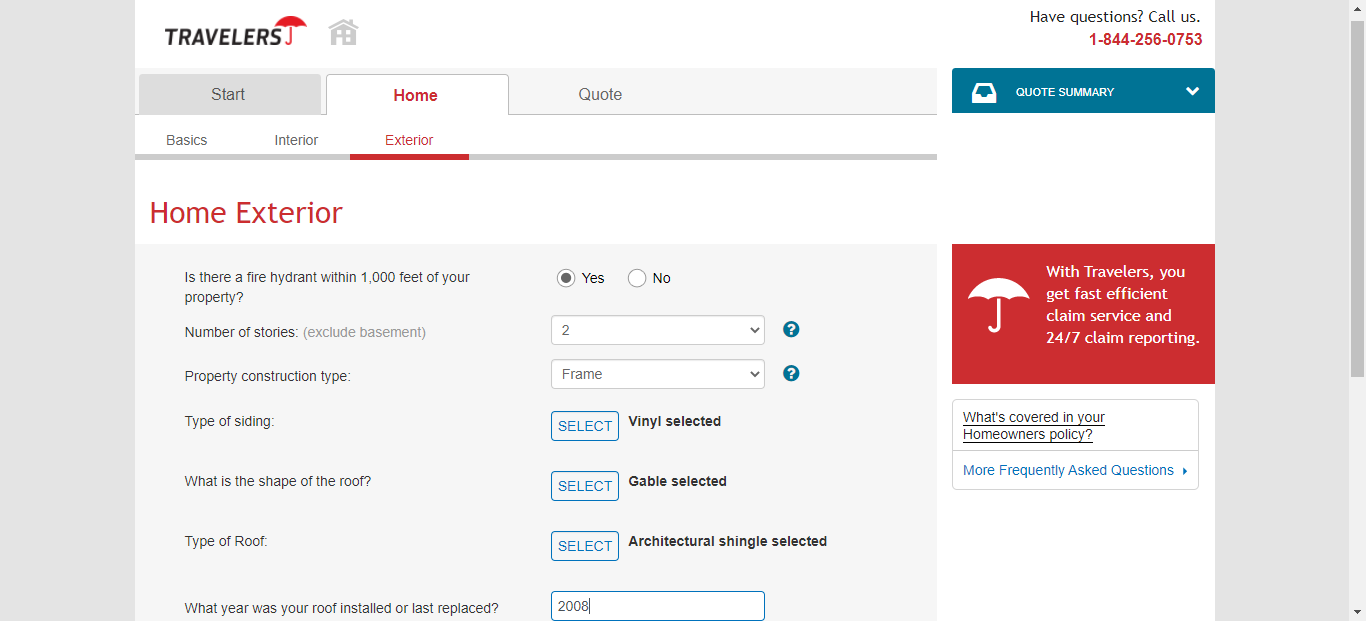 TRAVELERS
Have questions? Call us.
1-844-256-0753
Start
Home
Quote
QUOTE SUMMARY
Basics
Interior
Exterior
Home Exterior
Is there a fire hydrant within 1,000 feet of your
property?
Yes
No
Number of stories: (exclude basement)
2
?
Property construction type:
Frame
?
Type of siding:
SELECT
Vinyl selected
What is the shape of the roof?
SELECT
Gable selected
Type of Roof:
SELECT
Architectural shingle selected
What year was your roof installed or last replaced?
2008
With Travelers, you
get fast efficient
claim service and
24/7 claim reporting.
What's covered in your
Homeowners policy?
More Frequently Asked Questions